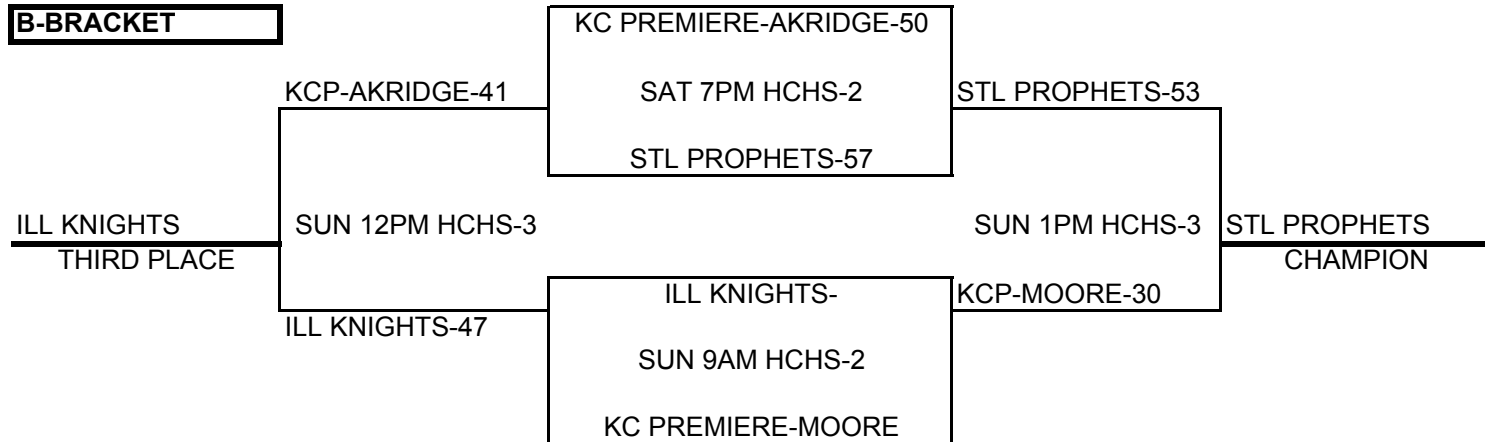 B-BRACKET
KC PREMIERE-AKRIDGE-50
KCP-AKRIDGE-41
SAT 7PM HCHS-2
STL PROPHETS-53
STL PROPHETS-57
ILL KNIGHTS
SUN 12PM HCHS-3
SUN 1PM HCHS-3
STL PROPHETS
THIRD PLACE
CHAMPION
ILL KNIGHTS-
KCP-MOORE-30
ILL KNIGHTS-47
SUN 9AM HCHS-2
KC PREMIERE-MOORE